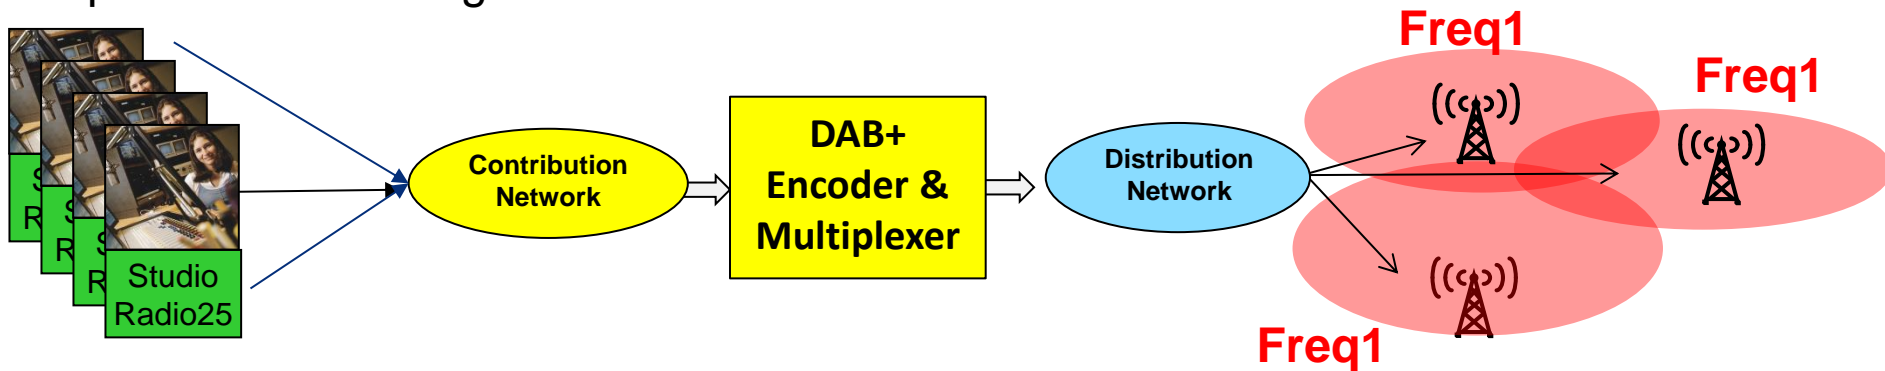 Freq1
Freq1
DAB+
Encoder &
Multiplexer
Contribution
Network
Distribution
Network
S
R
S
R
S
R
Studio
Radio25
Freq1